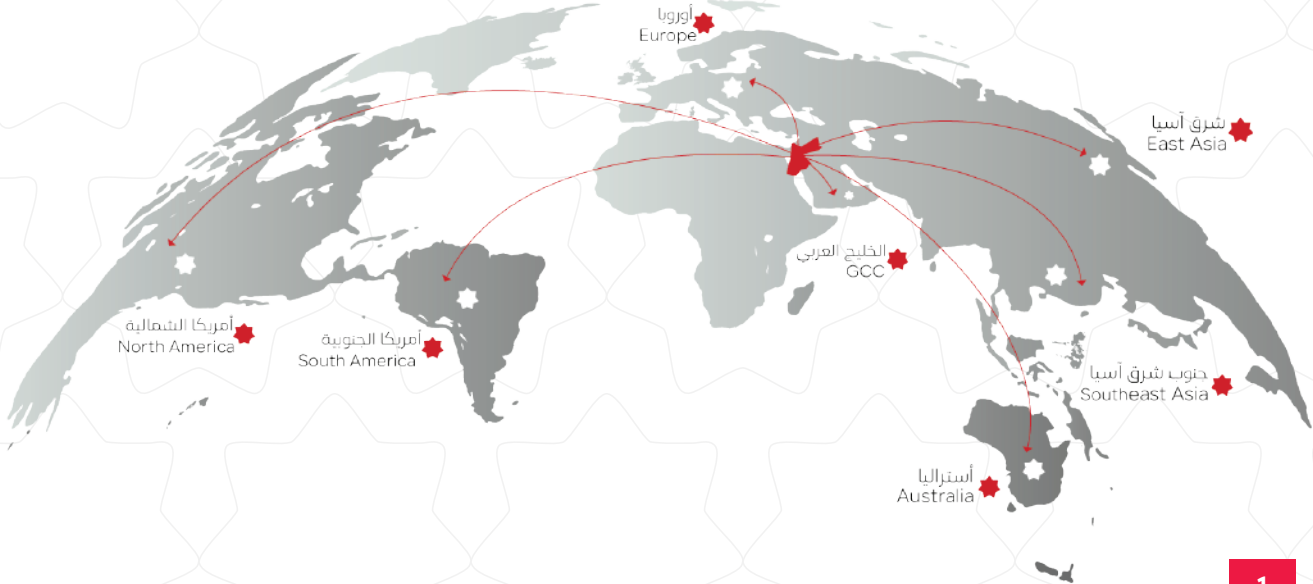 أوروبا
Europe
شرق آسيا
East Asia
الخليج العربي
GCC
أمريكا الشمالية
North America
أمريكا الجنوبية
South America
جنوب شرق آسيا
Southeast Asia
أستراليا
Australia
1